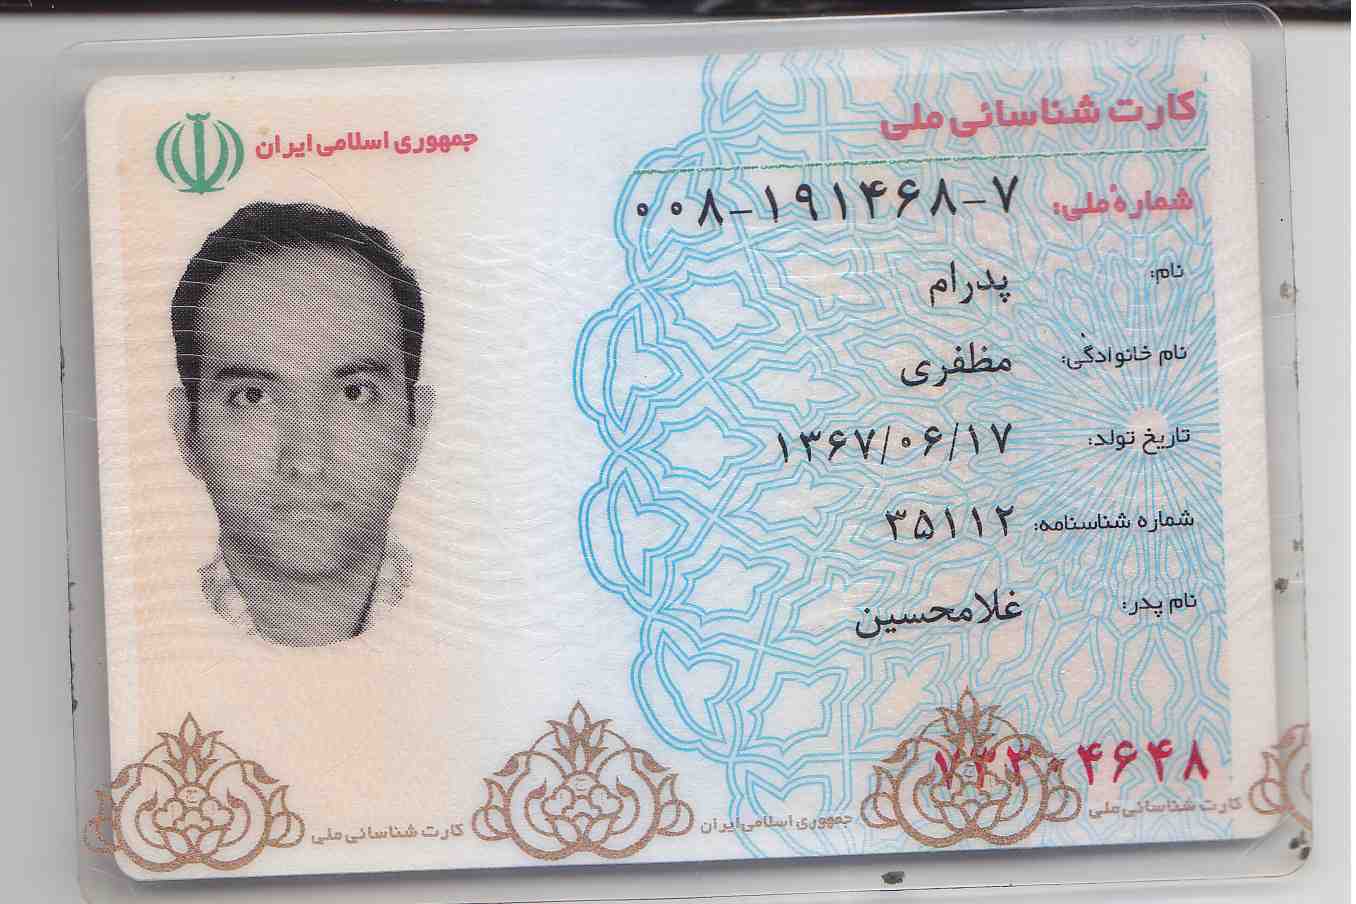 کارت شناسائی ملی
جمهوری اسلامی ایران
شمارهٔ ملی: ۰۰۸-۱۹۱۴۶۸-۷
نام: پدرام
نام خانوادگی: مظفری
تاریخ تولد: ۱۳۶۷/۰۶/۱۷
شماره شناسنامه: ۳۵۱۱۲
نام پدر: غلامحسین
۴۶۴۸
کارت شناسائی ملی
جمهوری اسلامی ایران
کارت شناسائی ملی